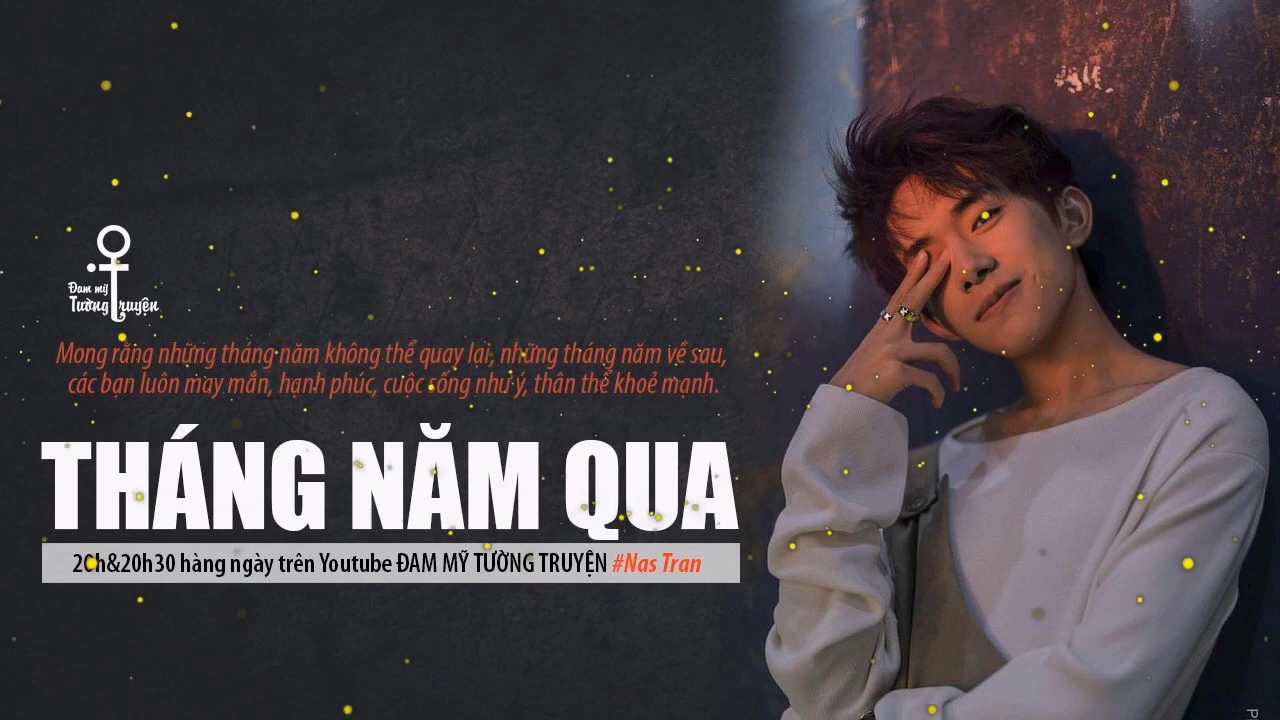 Đam mỹ
Tường Truyện
Mong rằng những tháng năm không thể quay lại, những tháng năm về sau,
các bạn luôn may mắn, hạnh phúc, cuộc sống như ý, thân thể khoẻ mạnh.
THÁNG NĂM QUA
20h&20h30 hàng ngày trên Youtube ĐAM MỸ TƯỜNG TRUYỆN #Nas Tran
P